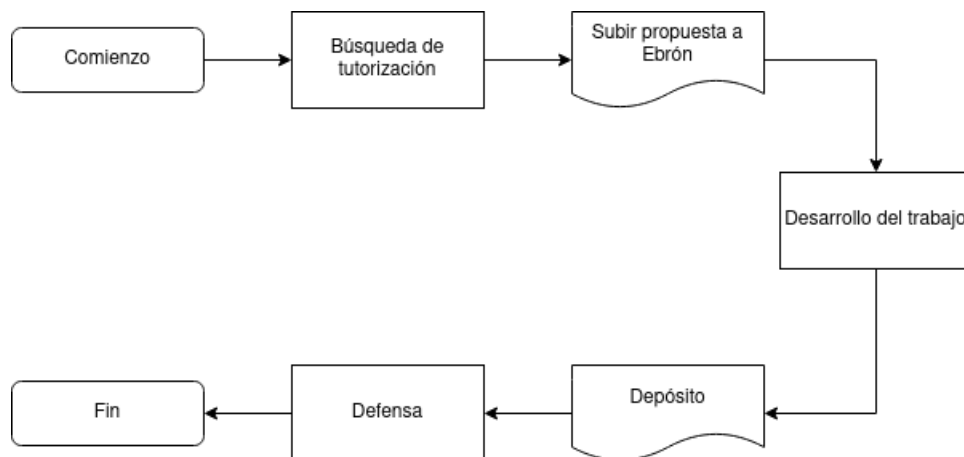 Comienzo
Búsqueda de
tutorización
Subir propuesta a
Ebrón
Desarrollo del trabajo
Depósito
Defensa
Fin